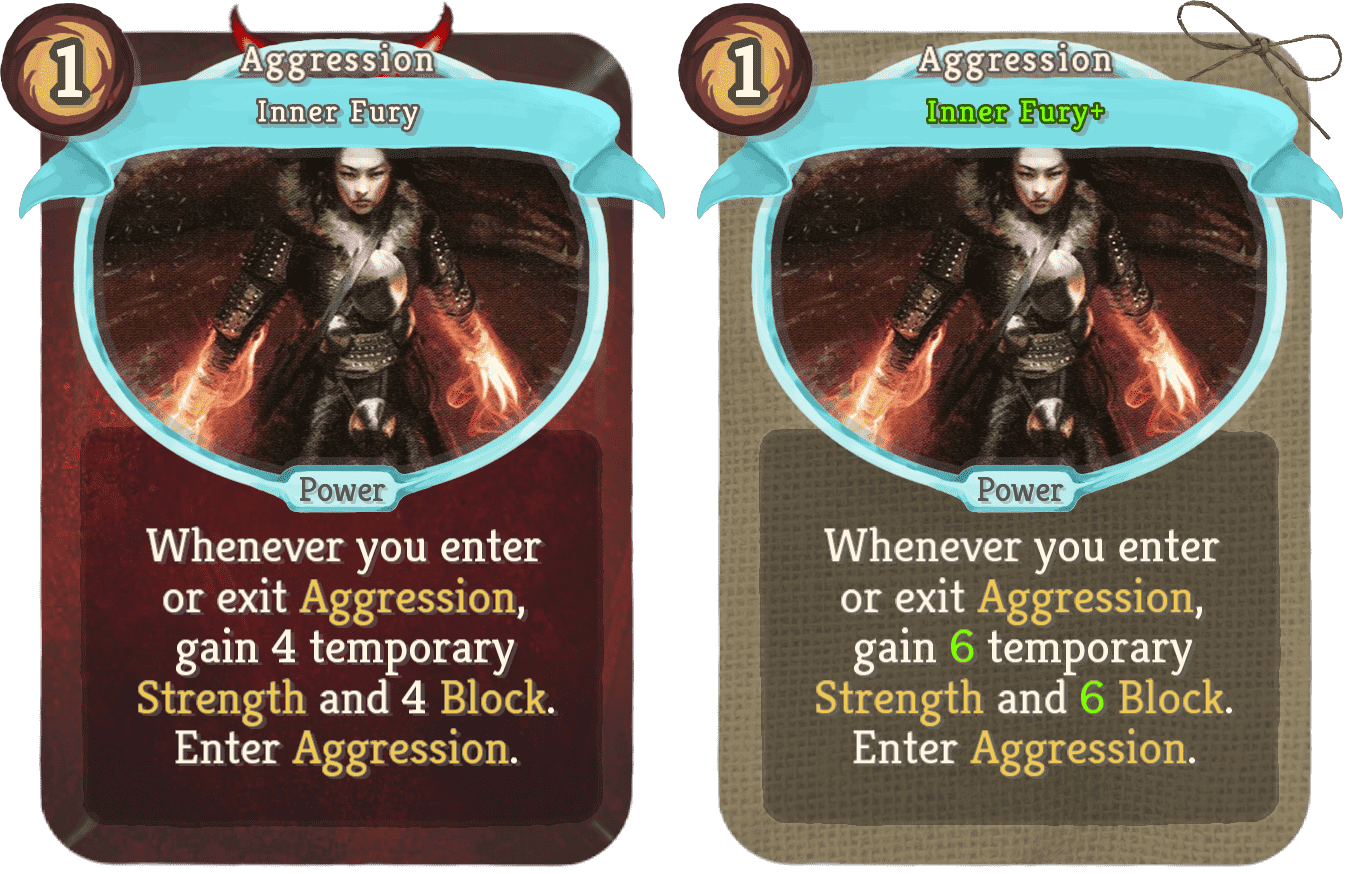 1
Aggression
Inner Fury
Power
Whenever you enter
or exit Aggression,
gain 4 temporary
Strength and 4 Block.
Enter Aggression.
1
Aggression
Inner Fury+
Power
Whenever you enter
or exit Aggression,
gain 6 temporary
Strength and 6 Block.
Enter Aggression.